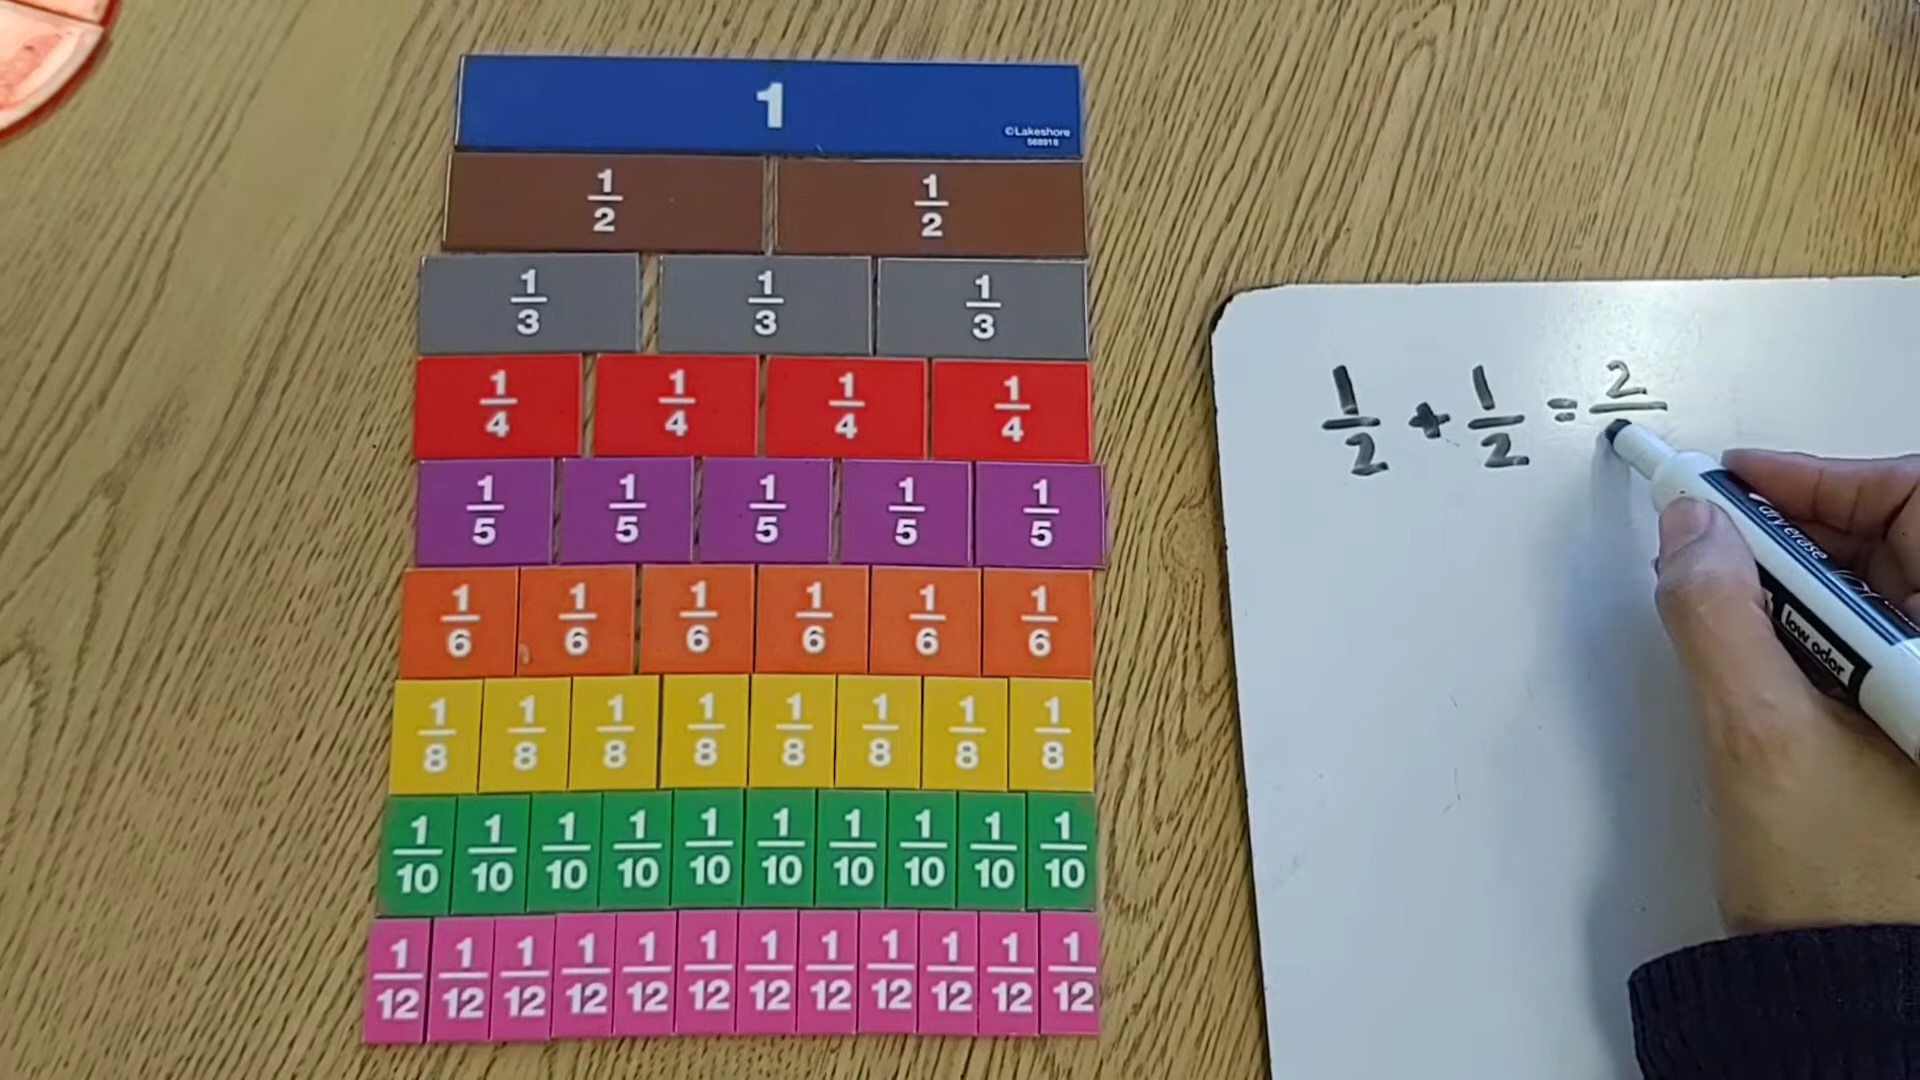 1
©Lakeshore
568918
1/2 1/2
1/3 1/3 1/3
1/4 1/4 1/4 1/4
1/5 1/5 1/5 1/5 1/5
1/6 1/6 1/6 1/6 1/6 1/6
1/8 1/8 1/8 1/8 1/8 1/8 1/8 1/8
1/10 1/10 1/10 1/10 1/10 1/10 1/10 1/10 1/10 1/10
1/12 1/12 1/12 1/12 1/12 1/12 1/12 1/12 1/12 1/12 1/12 1/12
1/2 + 1/2 = 2/
dry erase
low odor